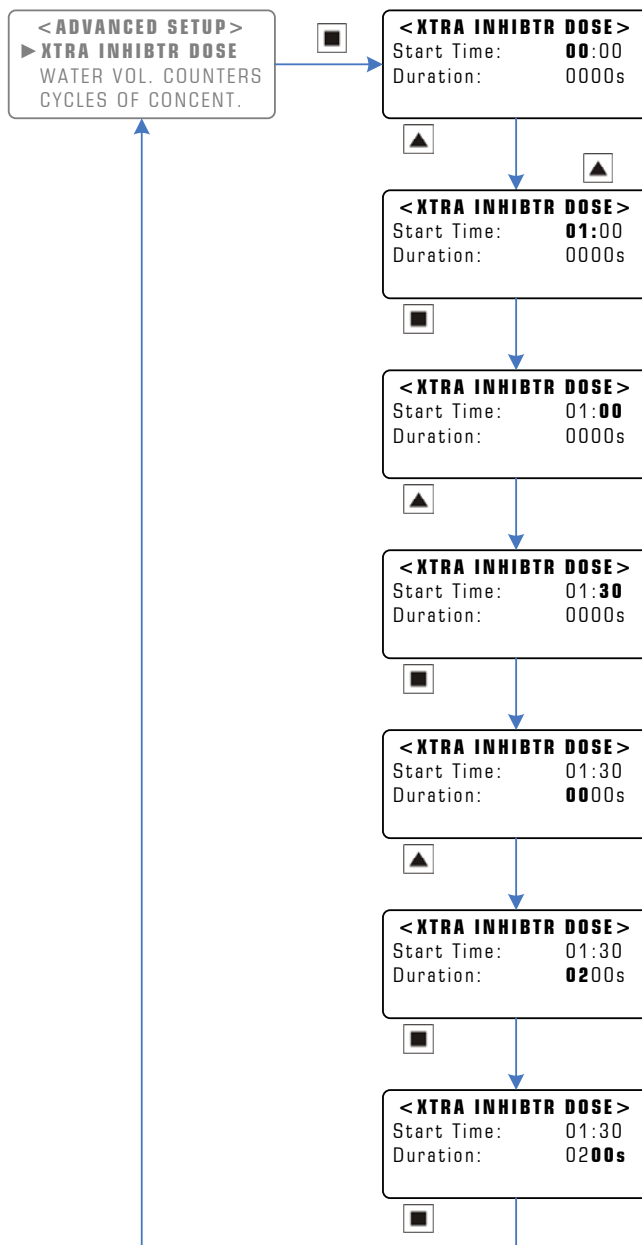 <ADVANCED SETUP>
►XTRA INHIBTR DOSE
WATER VOL. COUNTERS
CYCLES OF CONCENT.
<XTRA INHIBTR DOSE>
Start Time: 00:00
Duration: 0000s
<XTRA INHIBTR DOSE>
Start Time: 01:00
Duration: 0000s
<XTRA INHIBTR DOSE>
Start Time: 01:00
Duration: 0000s
<XTRA INHIBTR DOSE>
Start Time: 01:30
Duration: 0000s
<XTRA INHIBTR DOSE>
Start Time: 01:30
Duration: 0000s
<XTRA INHIBTR DOSE>
Start Time: 01:30
Duration: 0200s
<XTRA INHIBTR DOSE>
Start Time: 01:30
Duration: 0200s